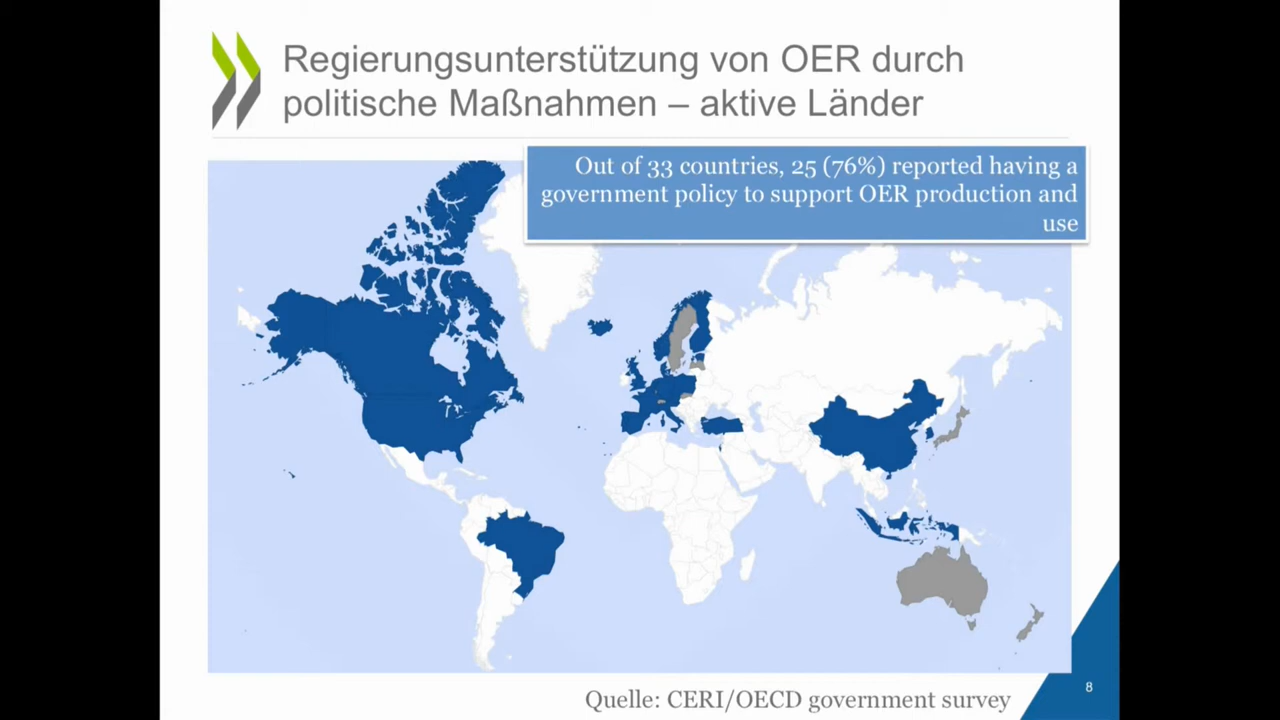 Regierungsunterstützung von OER durch
politische Maßnahmen – aktive Länder
Out of 33 countries, 25 (76%) reported having a
government policy to support OER production and
use
8
Quelle: CERI/OECD government survey